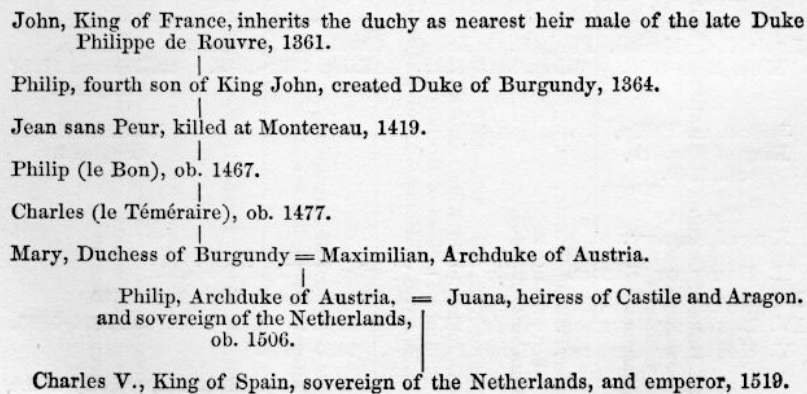 John, King of France, inherits the duchy as nearest heir male of the late Duke
Philippe de Rouvre, 1361.
Philip, fourth son of King John, created Duke of Burgundy, 1364.
Jean sans Peur, killed at Montereau, 1419.
Philip (le Bon), ob. 1467.
Charles (le Téméraire), ob. 1477.
Mary, Duchess of Burgundy = Maximilian, Archduke of Austria.
Philip, Archduke of Austria, = Juana, heiress of Castile and Aragon.
and sovereign of the Netherlands,
ob. 1506.
Charles V., King of Spain, sovereign of the Netherlands, and emperor, 1519.